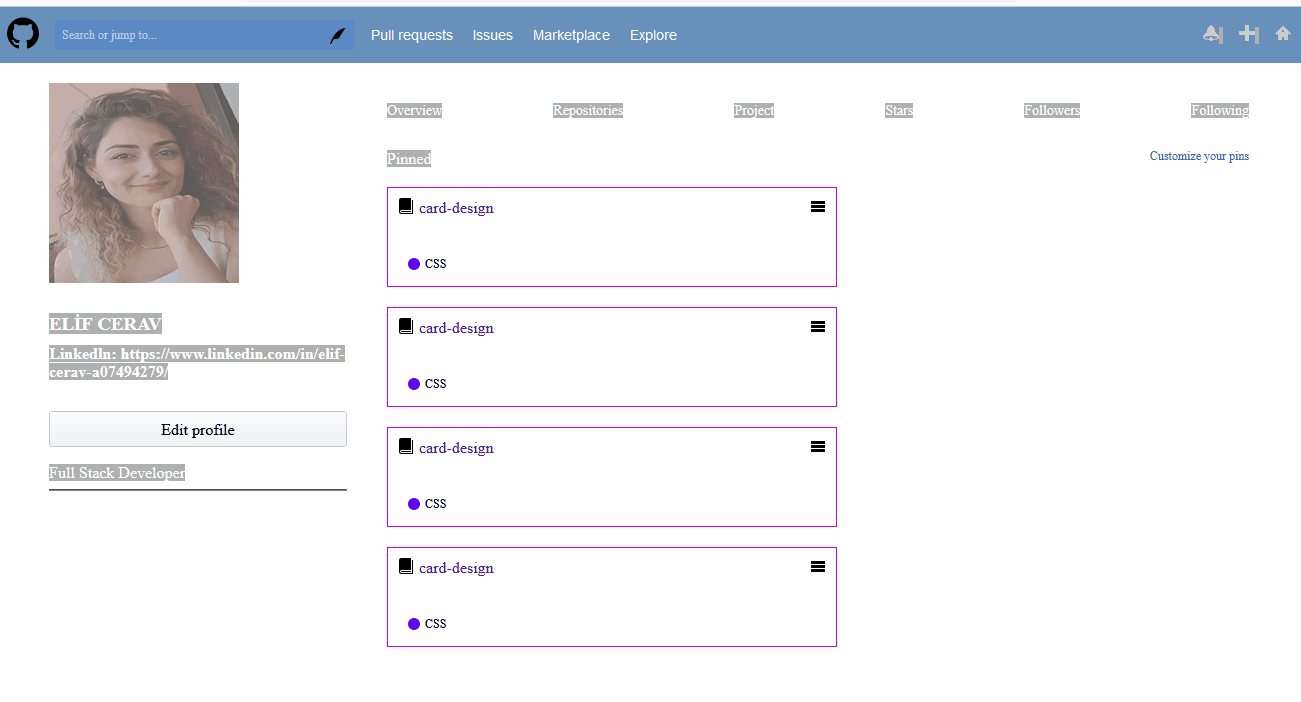 Search or jump to...
Pull requests Issues Marketplace Explore
Overview Repositories Project Stars Followers Following
Pinned Customize your pins
card-design
CSS
card-design
CSS
card-design
CSS
card-design
CSS
ELİF CERAV
Linkedln: https://www.linkedin.com/in/elif-
cerav-a07494279/
Edit profile
Full Stack Developer